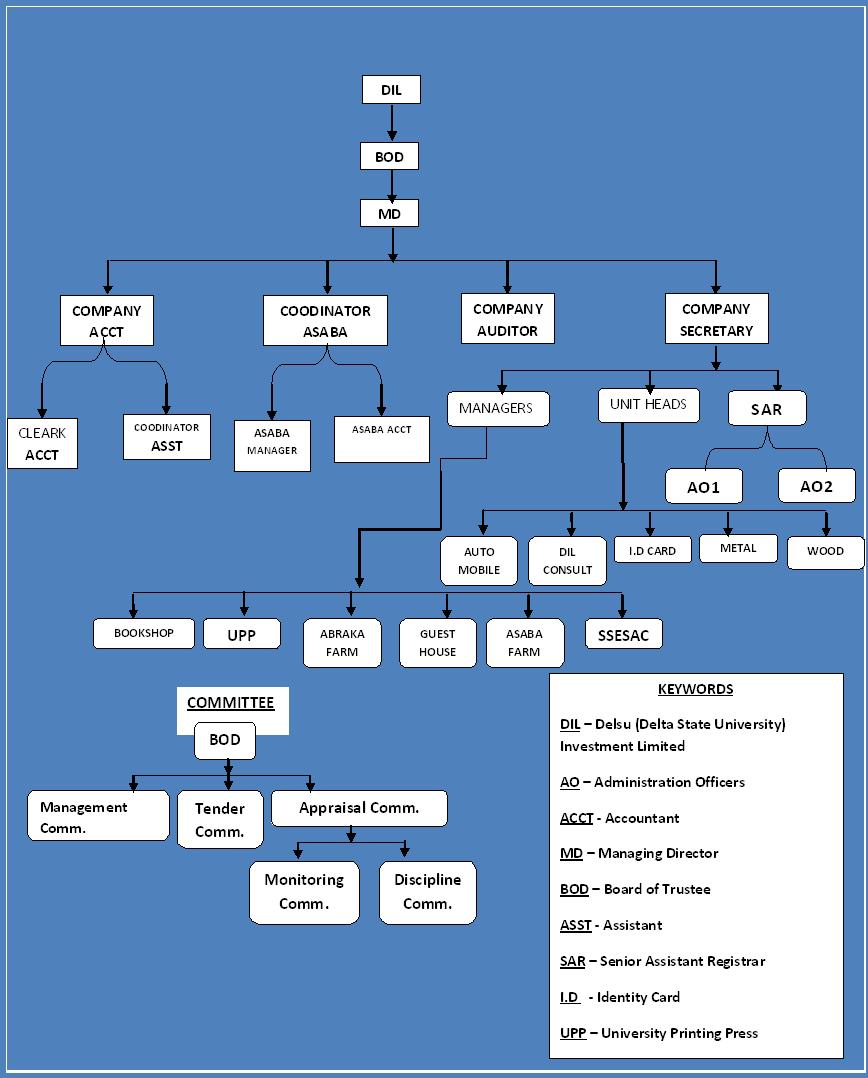 DIL
BOD
MD
COMPANY
ACCT
COODINATOR
ASABA
COMPANY
AUDITOR
COMPANY
SECRETARY
CLEARK
ACCT
COODINATOR
ASST
ASABA
MANAGER
ASABA ACCT
MANAGERS
UNIT HEADS
SAR
AO1
AO2
AUTO
MOBILE
DIL
CONSULT
I.D CARD
METAL
WOOD
BOOKSHOP
UPP
ABRAKA
FARM
GUEST
HOUSE
ASABA
FARM
SSESAC
COMMITTEE
BOD
Management
Comm.
Tender
Comm.
Appraisal Comm.
Monitoring
Comm.
Discipline
Comm.
KEYWORDS
DIL – Delsu (Delta State University)
Investment Limited
AO – Administration Officers
ACCT - Accountant
MD – Managing Director
BOD – Board of Trustee
ASST - Assistant
SAR – Senior Assistant Registrar
I.D - Identity Card
UPP – University Printing Press